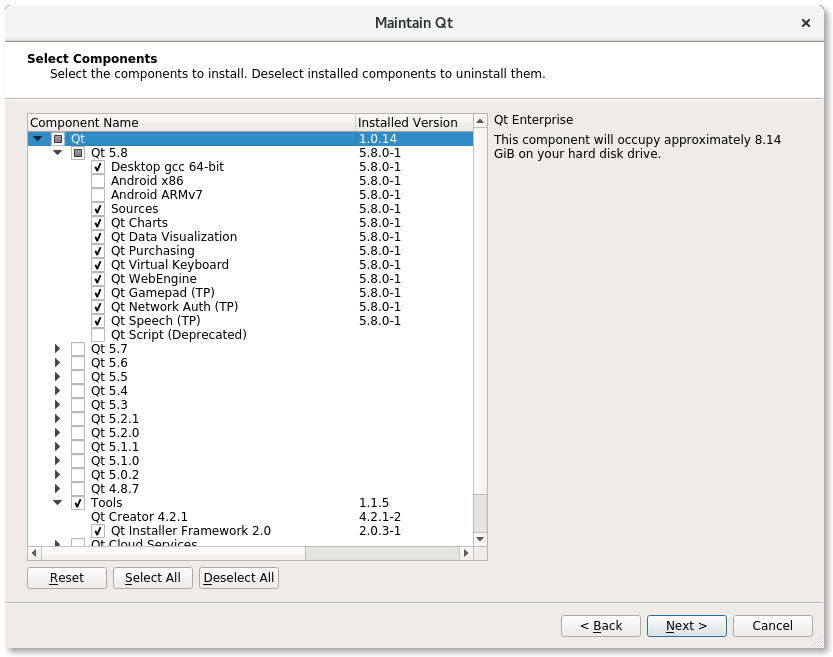 Maintain Qt
Select Components
Select the components to install. Deselect installed components to uninstall them.
Component Name Installed Version
Qt 1.0.14
Qt 5.8 5.8.0-1
Desktop gcc 64-bit 5.8.0-1
Android x86 5.8.0-1
Android ARMv7 5.8.0-1
Sources 5.8.0-1
Qt Charts 5.8.0-1
Qt Data Visualization 5.8.0-1
Qt Purchasing 5.8.0-1
Qt Virtual Keyboard 5.8.0-1
Qt WebEngine 5.8.0-1
Qt Gamepad (TP) 5.8.0-1
Qt Network Auth (TP) 5.8.0-1
Qt Speech (TP) 5.8.0-1
Qt Script (Deprecated)
Qt 5.7
Qt 5.6
Qt 5.5
Qt 5.4
Qt 5.3
Qt 5.2.1
Qt 5.2.0
Qt 5.1.1
Qt 5.1.0
Qt 5.0.2
Qt 4.8.7
Tools 1.1.5
Qt Creator 4.2.1 4.2.1-2
Qt Installer Framework 2.0 2.0.3-1
Qt Cloud Services
Qt Enterprise
This component will occupy approximately 8.14
GiB on your hard disk drive.
Reset Select All Deselect All
< Back Next > Cancel